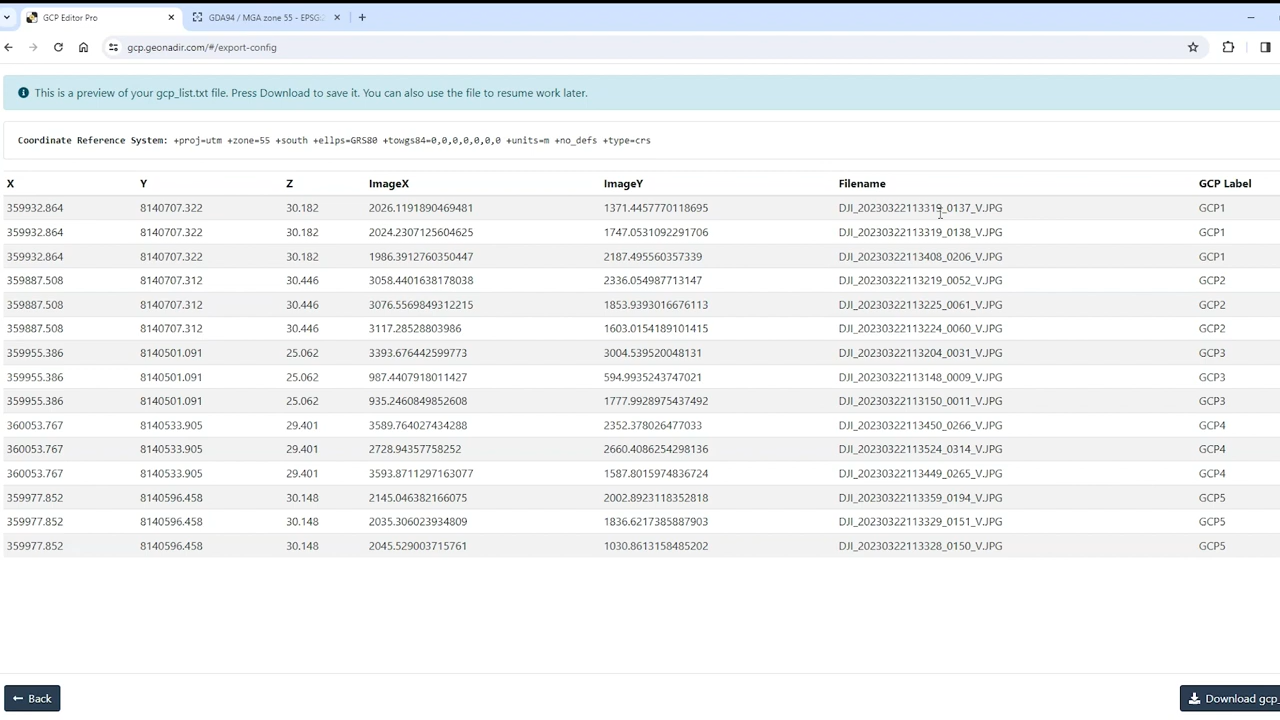 GCP Editor Pro
GDA94 / MGA zone 55 - EPSG:
gcp.geonadir.com/#/export-config
This is a preview of your gcp_list.txt file. Press Download to save it. You can also use the file to resume work later.
Coordinate Reference System: +proj=utm +zone=55 +south +ellps=GRS80 +towgs84=0,0,0,0,0,0,0 +units=m +no_defs +type=crs
X Y Z ImageX ImageY Filename GCP Label
359932.864 8140707.322 30.182 2026.1191890469481 1371.4457770118695 DJI_20230322113319_0137_V.JPG GCP1
359932.864 8140707.322 30.182 2024.2307125604625 1747.0531092291706 DJI_20230322113319_0138_V.JPG GCP1
359932.864 8140707.322 30.182 1986.3912760350447 2187.495560357339 DJI_20230322113408_0206_V.JPG GCP1
359887.508 8140707.312 30.446 3058.4401638178038 2336.054987713147 DJI_20230322113219_0052_V.JPG GCP2
359887.508 8140707.312 30.446 3076.5569849312215 1853.9393016676113 DJI_20230322113225_0061_V.JPG GCP2
359887.508 8140707.312 30.446 3117.28528803986 1603.0154189101415 DJI_20230322113224_0060_V.JPG GCP2
359955.386 8140501.091 25.062 3393.676442599773 3004.539520048131 DJI_20230322113204_0031_V.JPG GCP3
359955.386 8140501.091 25.062 987.4407918011427 594.9935243747021 DJI_20230322113148_0009_V.JPG GCP3
359955.386 8140501.091 25.062 935.2460849852608 1777.9928975437492 DJI_20230322113150_0011_V.JPG GCP3
360053.767 8140533.905 29.401 3589.764027434288 2352.378026477033 DJI_20230322113450_0266_V.JPG GCP4
360053.767 8140533.905 29.401 2728.94357758252 2660.4086254298136 DJI_20230322113524_0314_V.JPG GCP4
360053.767 8140533.905 29.401 3593.8711297163077 1587.8015974836724 DJI_20230322113449_0265_V.JPG GCP4
359977.852 8140596.458 30.148 2145.046382166075 2002.8923118352818 DJI_20230322113359_0194_V.JPG GCP5
359977.852 8140596.458 30.148 2035.306023934809 1836.6217385887903 DJI_20230322113329_0151_V.JPG GCP5
359977.852 8140596.458 30.148 2045.529003715761 1030.8613158485202 DJI_20230322113328_0150_V.JPG GCP5
Back
Download gcp_